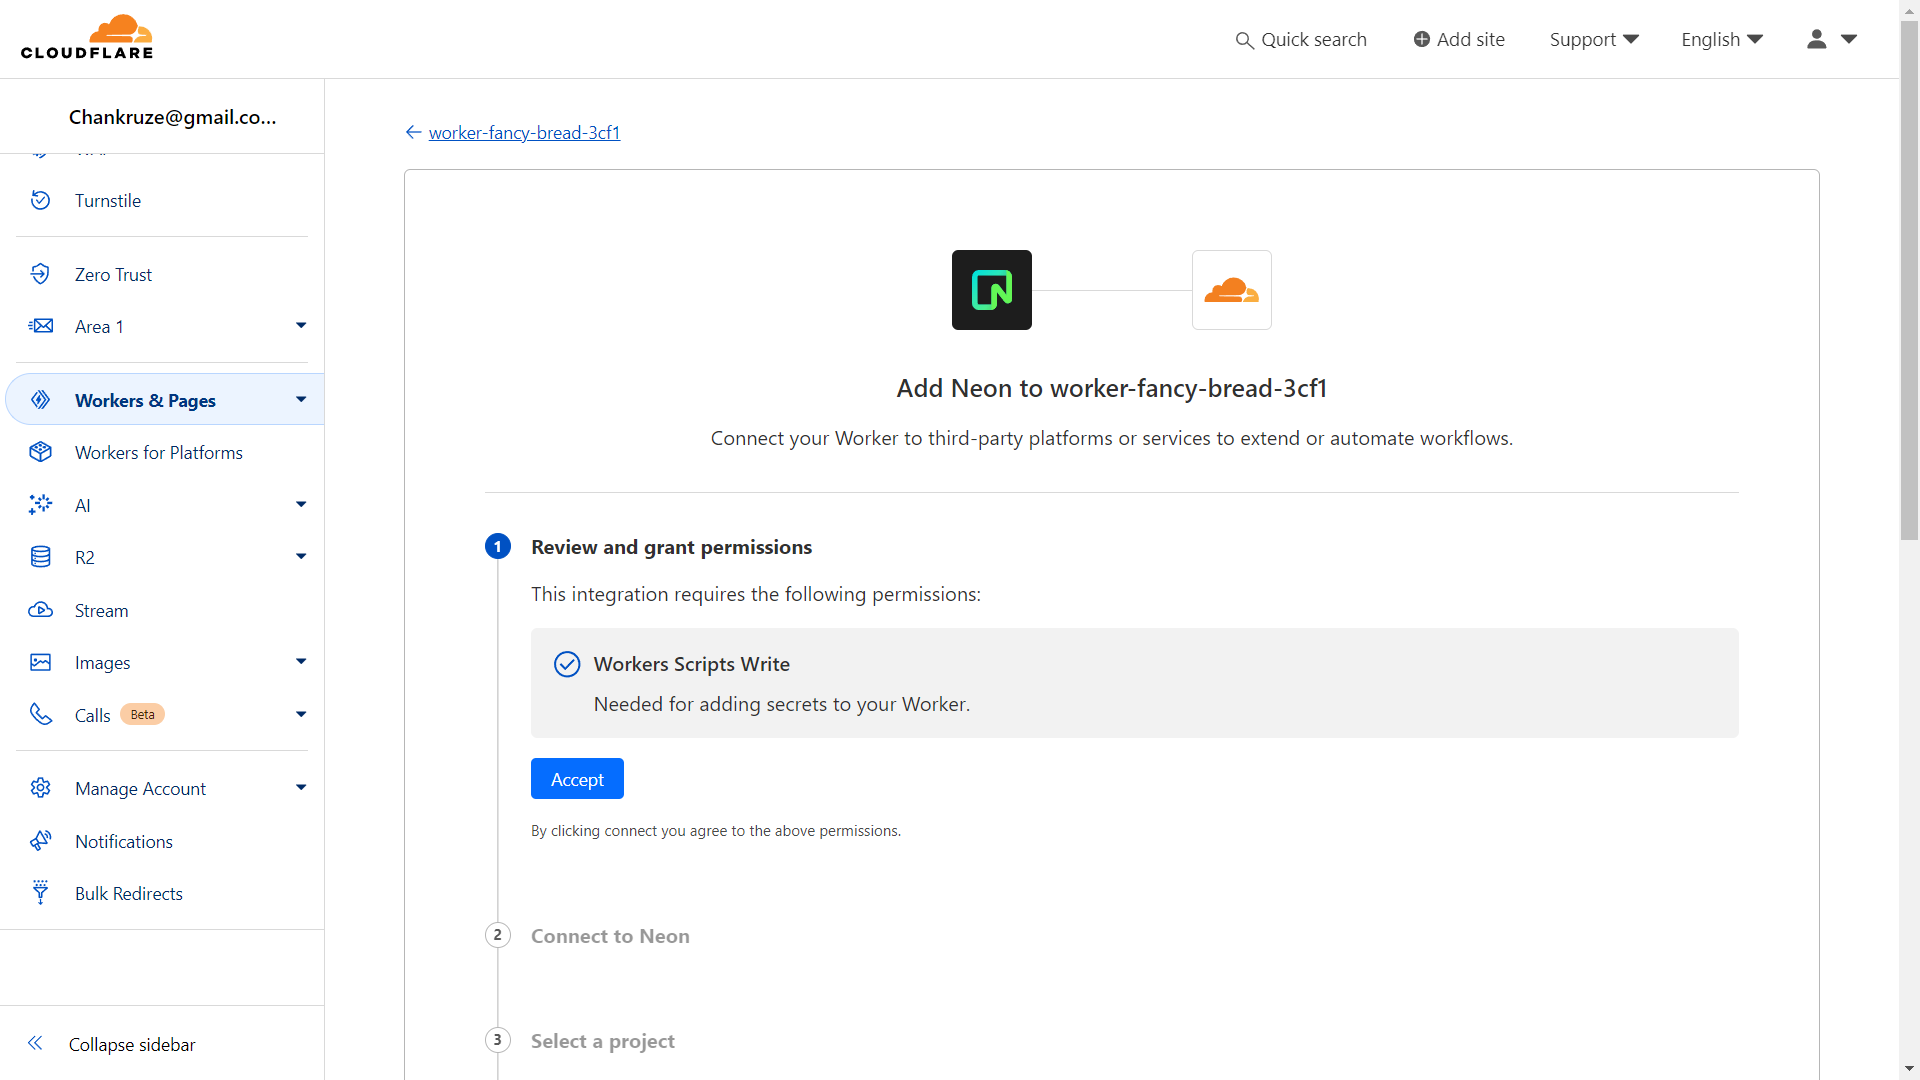 CLOUDFLARE
Quick search
Add site
Support
English
Chankruze@gmail.co...
Turnstile
Zero Trust
Area 1
Workers & Pages
Workers for Platforms
AI
R2
Stream
Images
Calls Beta
Manage Account
Notifications
Bulk Redirects
Collapse sidebar
worker-fancy-bread-3cf1
Add Neon to worker-fancy-bread-3cf1
Connect your Worker to third-party platforms or services to extend or automate workflows.
1 Review and grant permissions
This integration requires the following permissions:
Workers Scripts Write
Needed for adding secrets to your Worker.
Accept
By clicking connect you agree to the above permissions.
2 Connect to Neon
3 Select a project